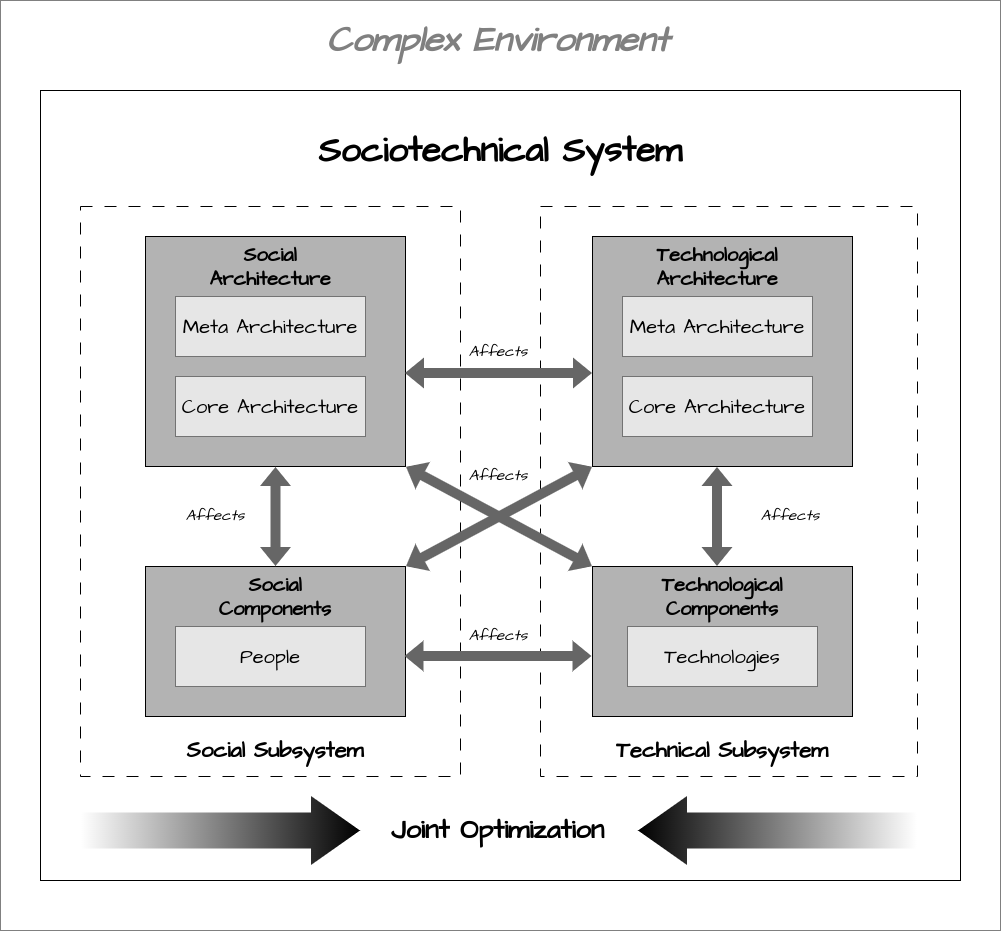 Complex Environment
Sociotechnical System
Social
Architecture
Meta Architecture
Core Architecture
Technological
Architecture
Meta Architecture
Core Architecture
Affects
Affects
Affects
Affects
Social
Components
People
Affects
Technological
Components
Technologies
Social Subsystem
Technical Subsystem
Joint Optimization